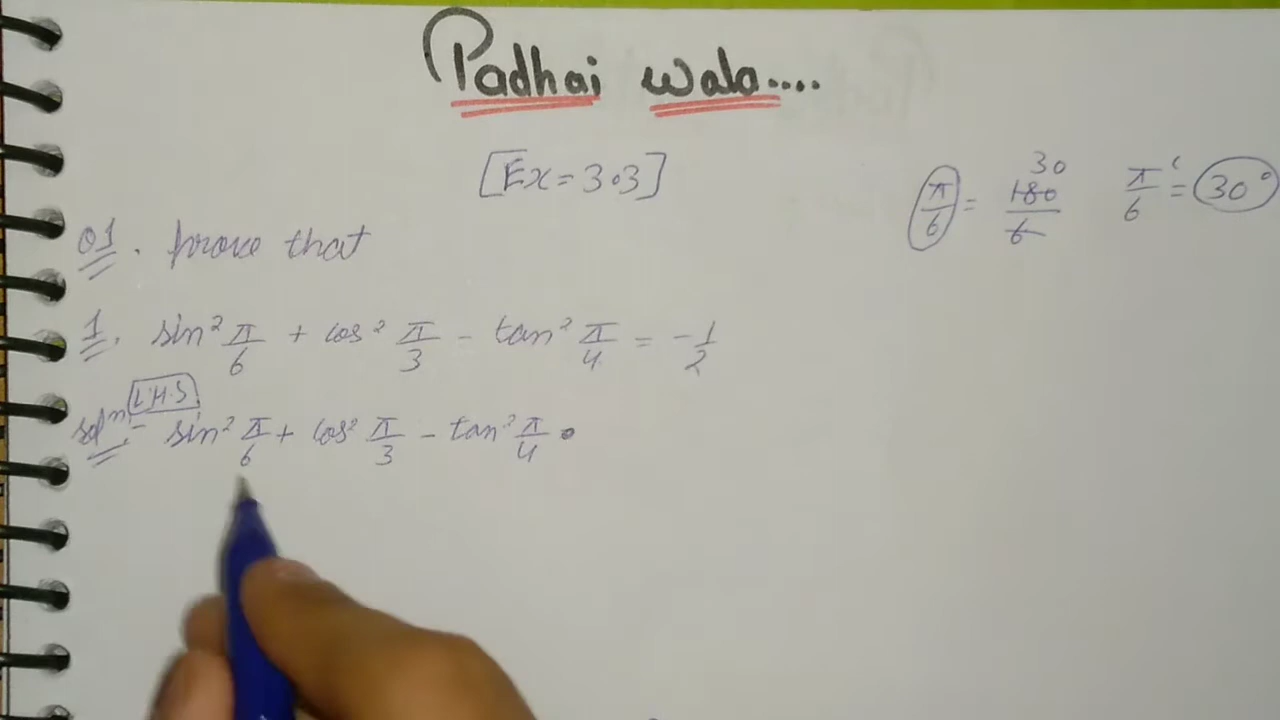 Padhai wala....
[Ex = 3.3]
π/6 = 180/6 30 π/6ᶜ = 30°
Q1. prove that
1. sin² π/6 + cos² π/3 - tan² π/4 = -1/2
L.H.S
solⁿ:- sin² π/6 + cos² π/3 - tan² π/4